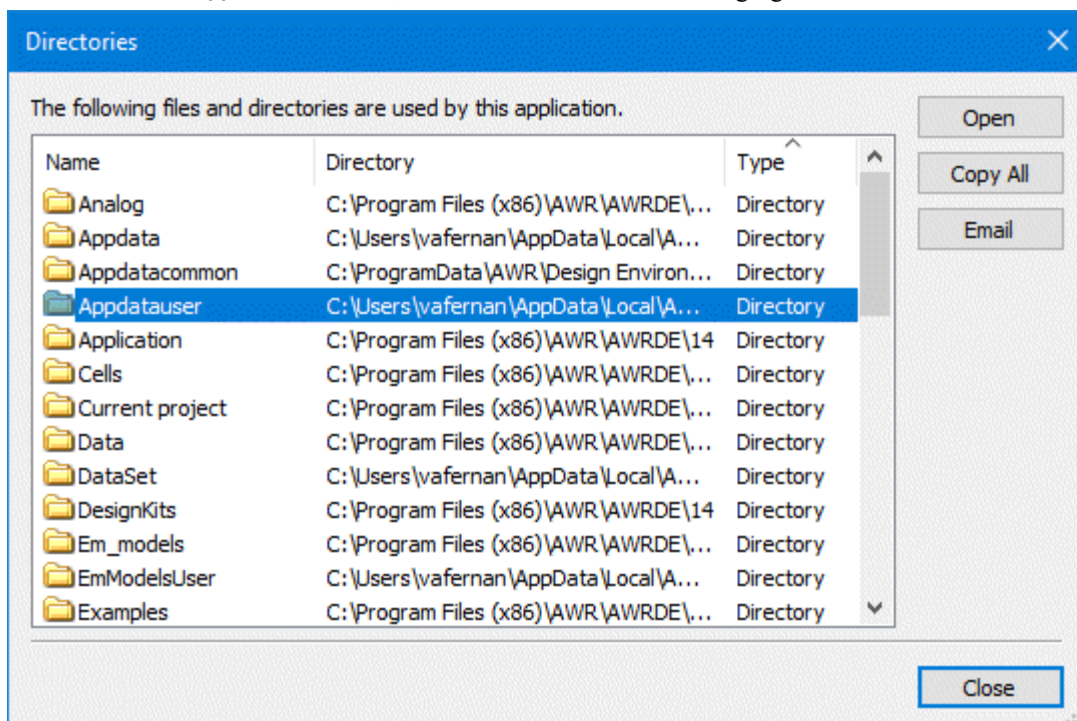 Directories
The following files and directories are used by this application.
Open
Copy All
Email
Name Directory Type
Analog C:\Program Files (x86)\AWR\AWRDE\... Directory
Appdata C:\Users\vafernan\AppData\Local\A... Directory
Appdatacommon C:\ProgramData\AWR\Design Environ... Directory
Appdatauser C:\Users\vafernan\AppData\Local\A... Directory
Application C:\Program Files (x86)\AWR\AWRDE\14 Directory
Cells C:\Program Files (x86)\AWR\AWRDE\... Directory
Current project C:\Program Files (x86)\AWR\AWRDE\... Directory
Data C:\Program Files (x86)\AWR\AWRDE\... Directory
DataSet C:\Users\vafernan\AppData\Local\A... Directory
DesignKits C:\Program Files (x86)\AWR\AWRDE\14 Directory
Em_models C:\Program Files (x86)\AWR\AWRDE\... Directory
EmModelsUser C:\Users\vafernan\AppData\Local\A... Directory
Examples C:\Program Files (x86)\AWR\AWRDE\... Directory
Close